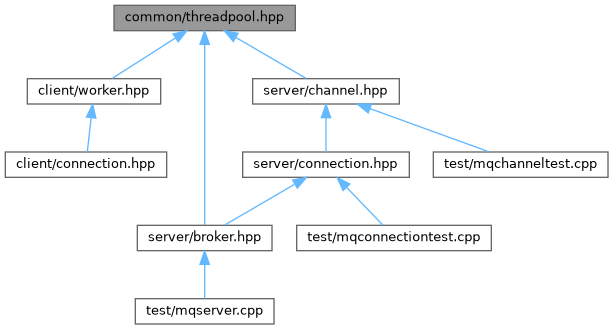 common/threadpool.hpp
client/worker.hpp
server/channel.hpp
client/connection.hpp
server/connection.hpp
test/mqchanneltest.cpp
server/broker.hpp
test/mqconnectiontest.cpp
test/mqserver.cpp